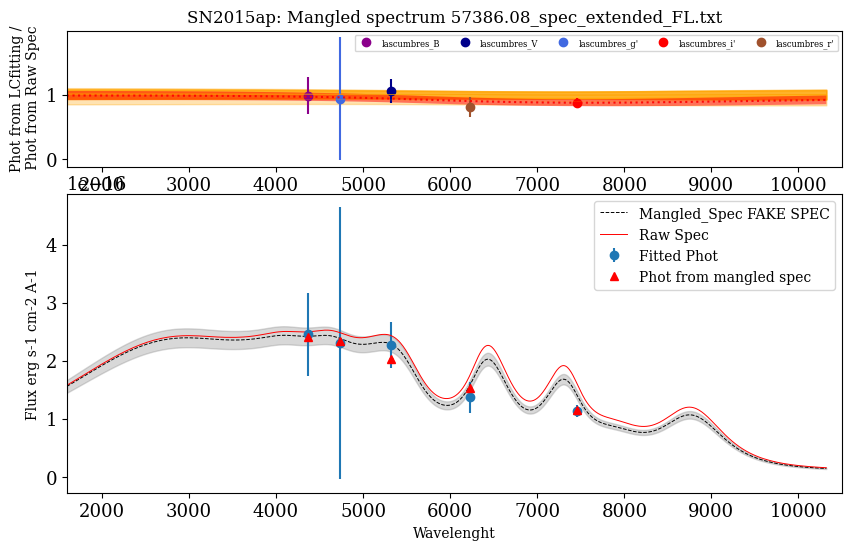 SN2015ap: Mangled spectrum 57386.08_spec_extended_FL.txt
Phot from LCfitting /
Phot from Raw Spec
lascumbres_B
lascumbres_V
lascumbres_g'
lascumbres_i'
lascumbres_r'
1
0
2000 3000 4000 5000 6000 7000 8000 9000 10000
Flux erg s-1 cm-2 A-1
Mangled_Spec FAKE SPEC
Raw Spec
Fitted Phot
Phot from mangled spec
4
3
2
1
0
2000 3000 4000 5000 6000 7000 8000 9000 10000
Wavelenght